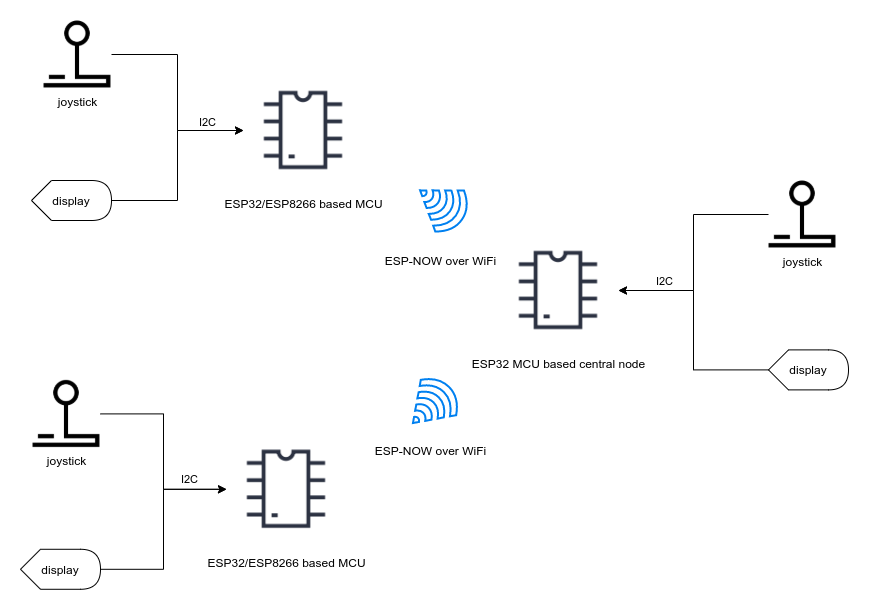 joystick
I2C
display
ESP32/ESP8266 based MCU
ESP-NOW over WiFi
joystick
I2C
ESP32 MCU based central node
display
ESP-NOW over WiFi
joystick
I2C
display
ESP32/ESP8266 based MCU